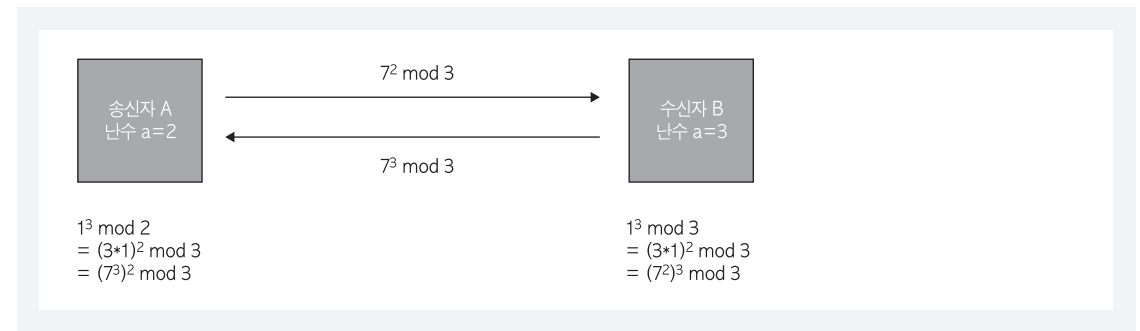 7² mod 3
송신자 A
난수 a=2
수신자 B
난수 a=3
7³ mod 3
1³ mod 2
= (3*1)² mod 3
= (7³)² mod 3
1³ mod 3
= (3*1)² mod 3
= (7²)³ mod 3